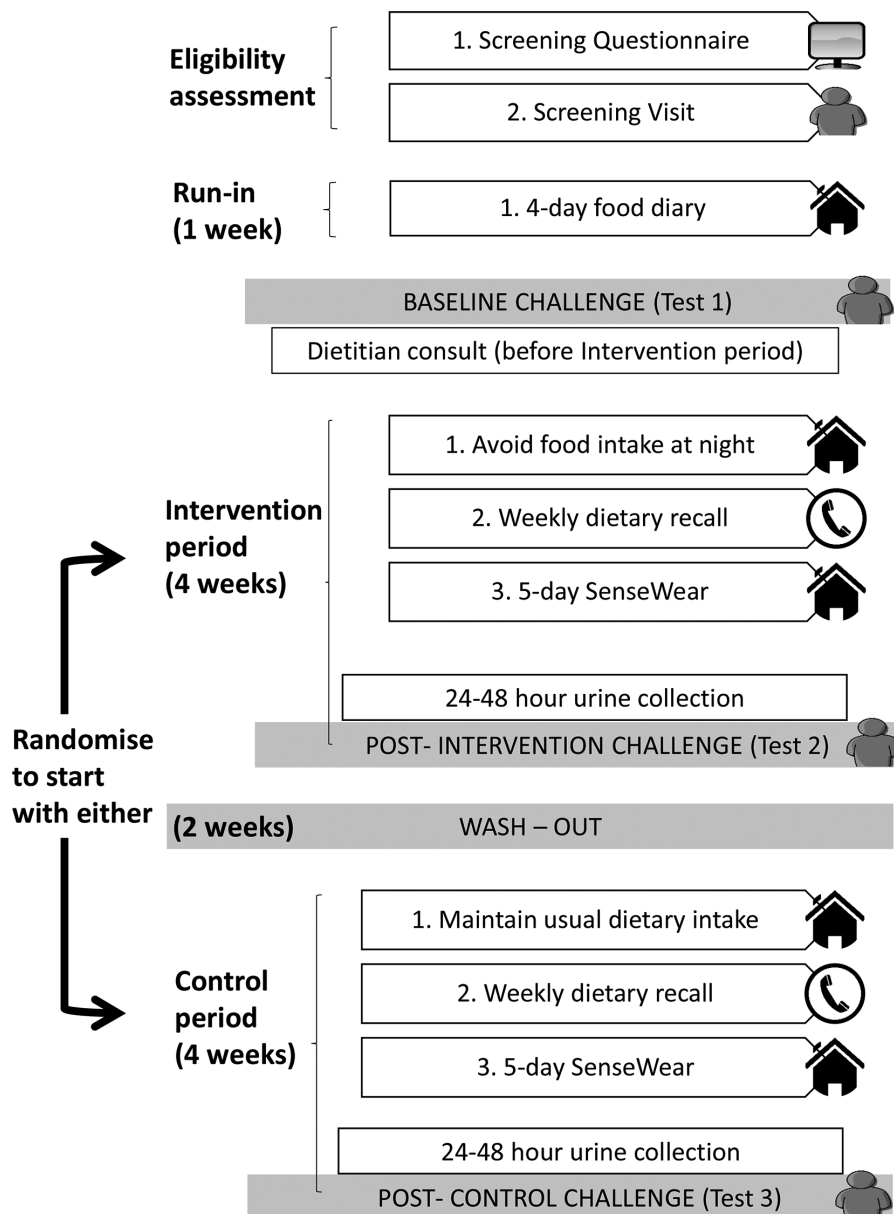 Eligibility
assessment
1. Screening Questionnaire
2. Screening Visit
Run-in
(1 week)
1. 4-day food diary
BASELINE CHALLENGE (Test 1)
Dietitian consult (before Intervention period)
Intervention
period
(4 weeks)
1. Avoid food intake at night
2. Weekly dietary recall
3. 5-day SenseWear
24-48 hour urine collection
POST- INTERVENTION CHALLENGE (Test 2)
Randomise
to start
with either
(2 weeks) WASH – OUT
Control
period
(4 weeks)
1. Maintain usual dietary intake
2. Weekly dietary recall
3. 5-day SenseWear
24-48 hour urine collection
POST- CONTROL CHALLENGE (Test 3)